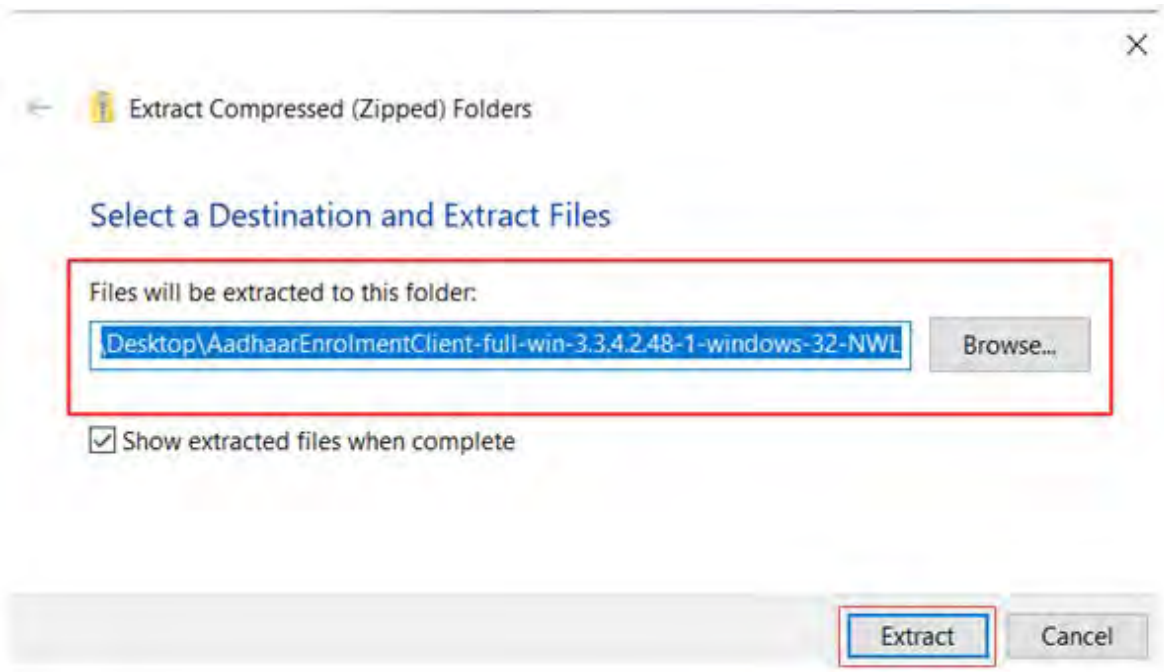 Extract Compressed (Zipped) Folders
Select a Destination and Extract Files
Files will be extracted to this folder:
\Desktop\AadhaarEnrolmentClient-full-win-3.3.4.2.48-1-windows-32-NWL
Browse...
Show extracted files when complete
Extract
Cancel